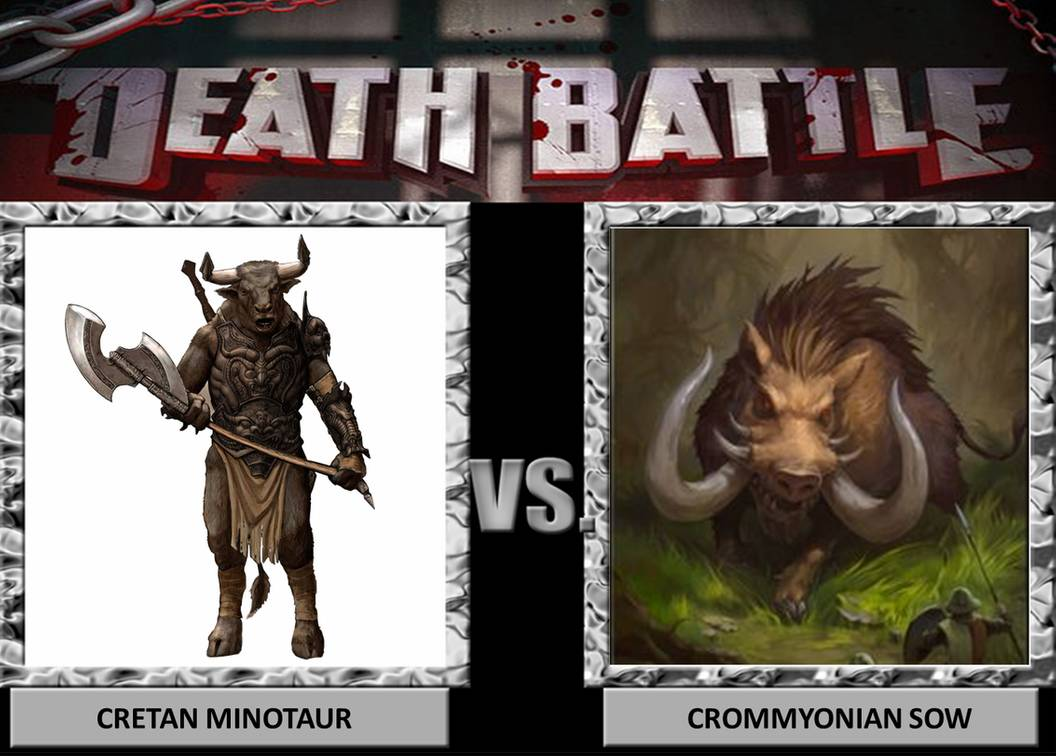 DEATH BATTLE
VS.
CRETAN MINOTAUR
CROMMYONIAN SOW